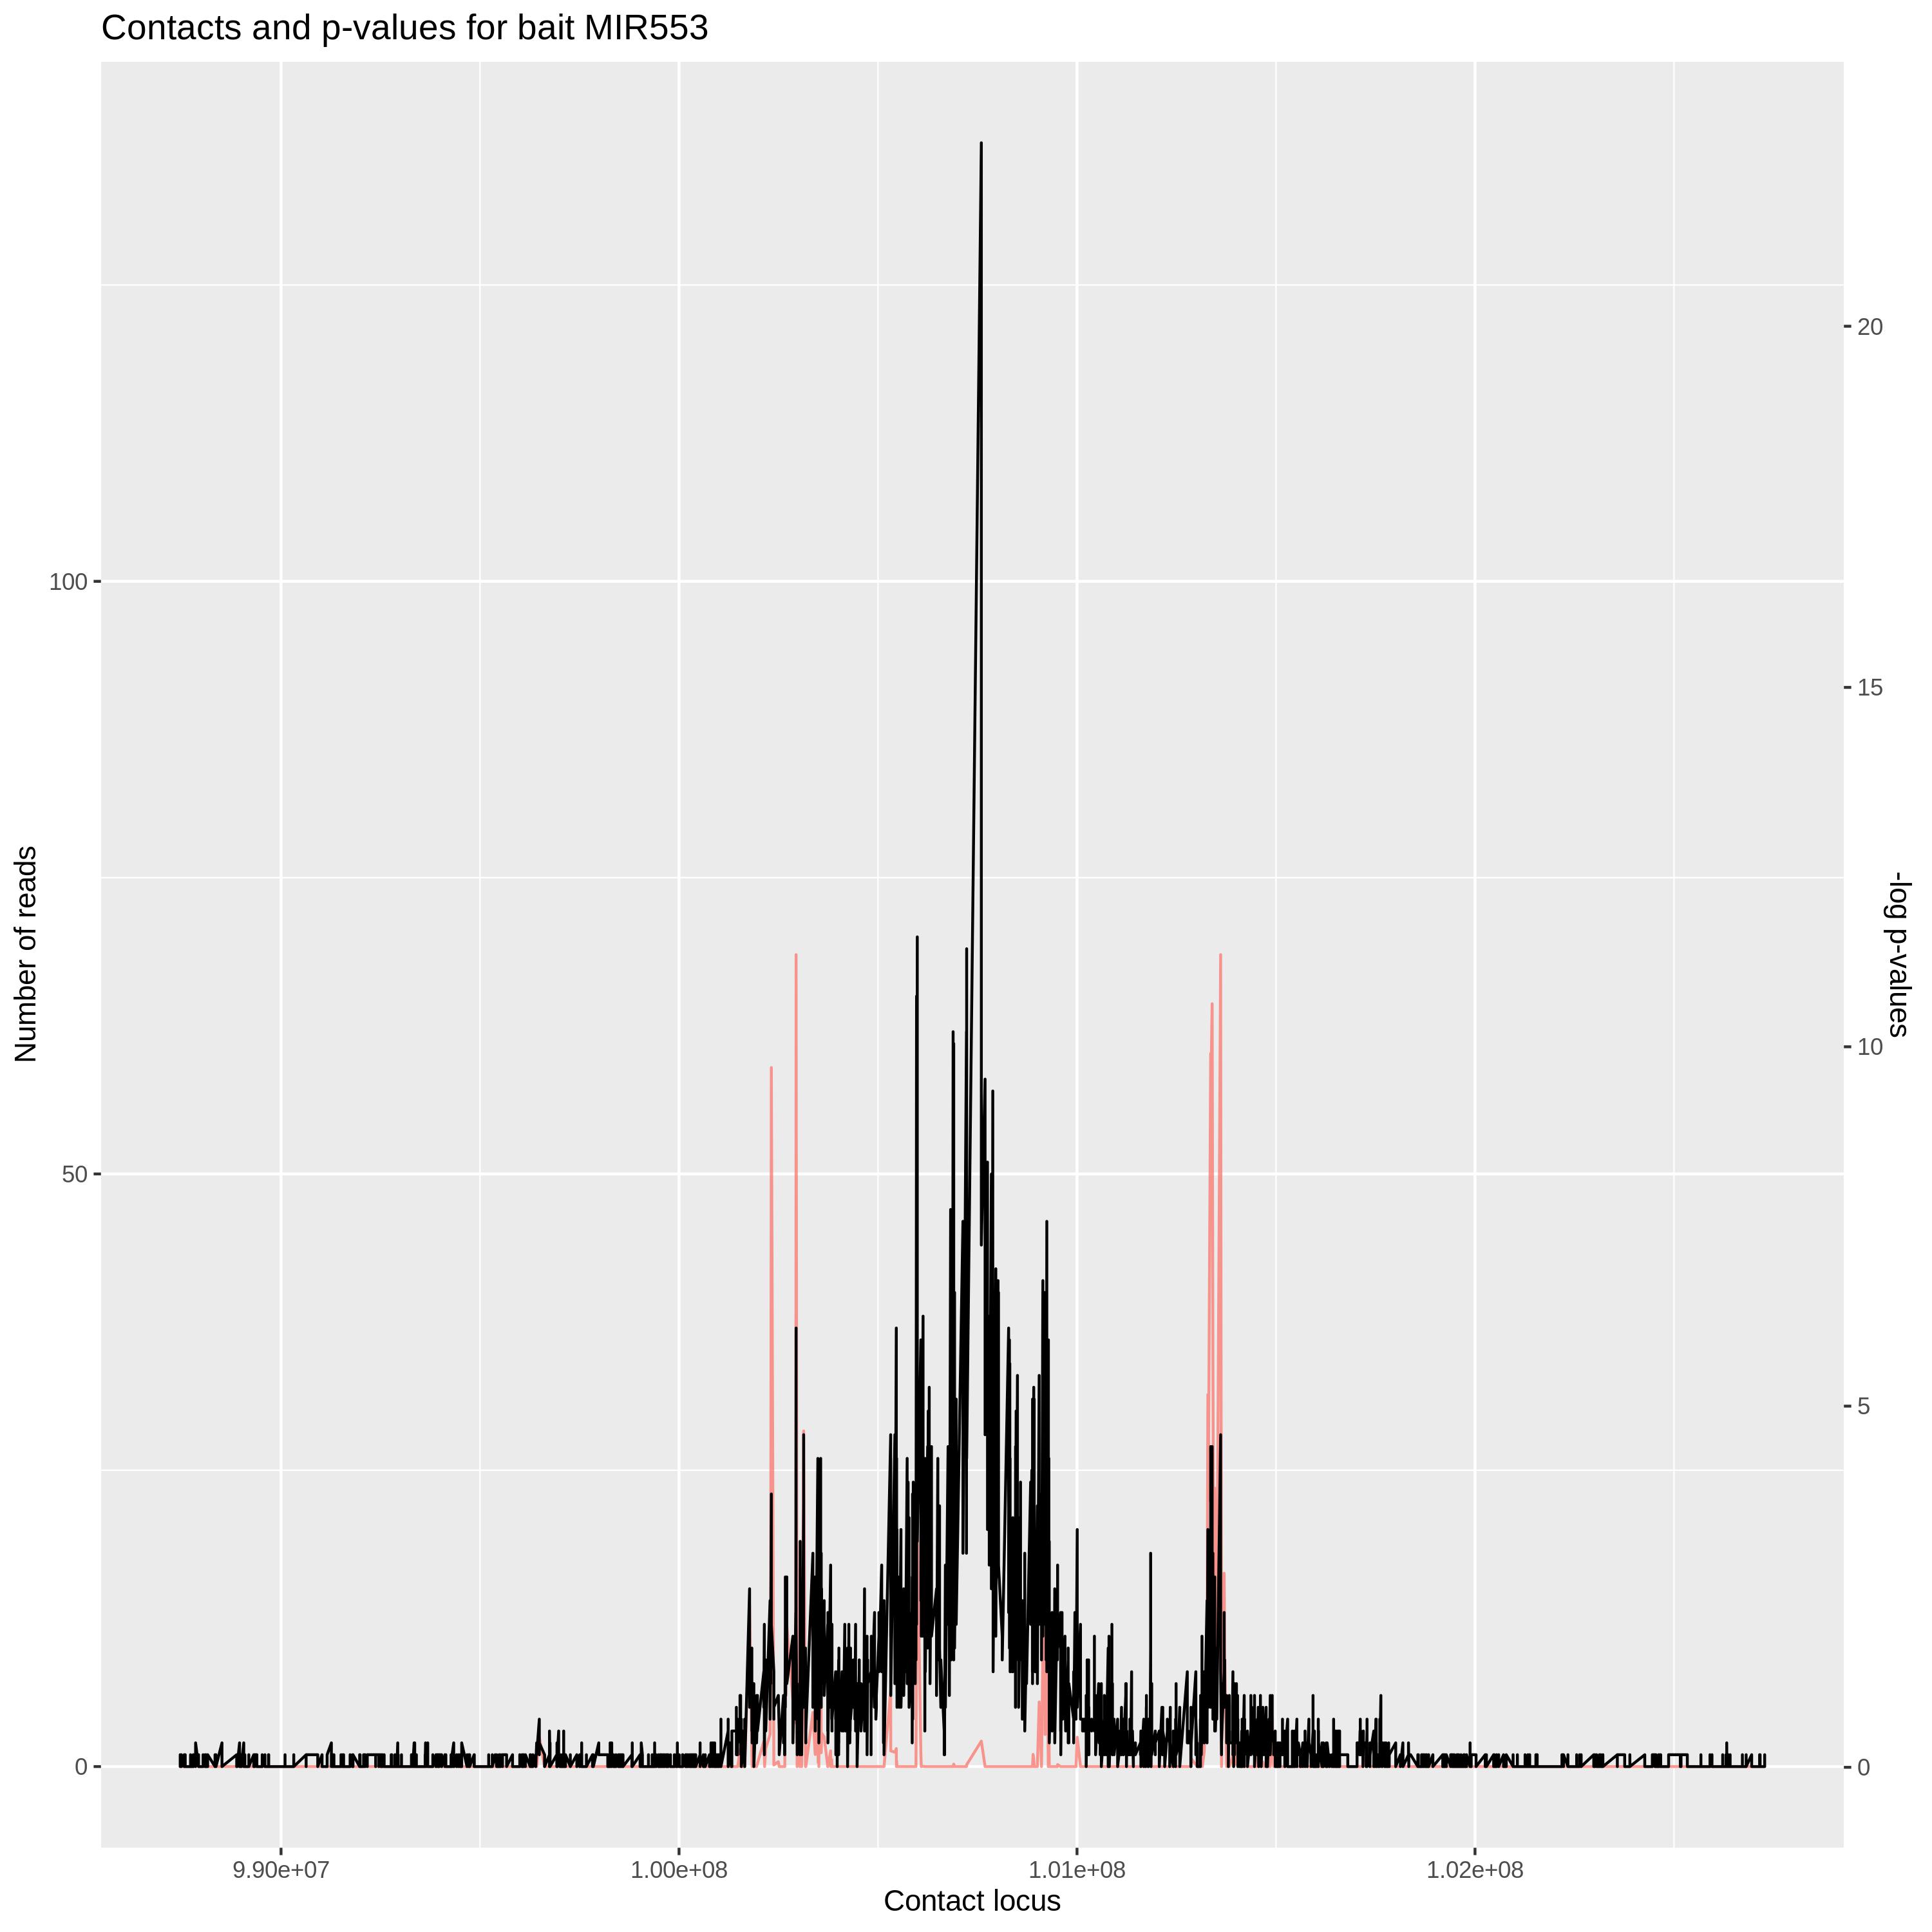 Contacts and p-values for bait MIR553
Number of reads
100
50
0
20
15
10
5
0
-log p-values
9.90e+07
1.00e+08
1.01e+08
1.02e+08
Contact locus